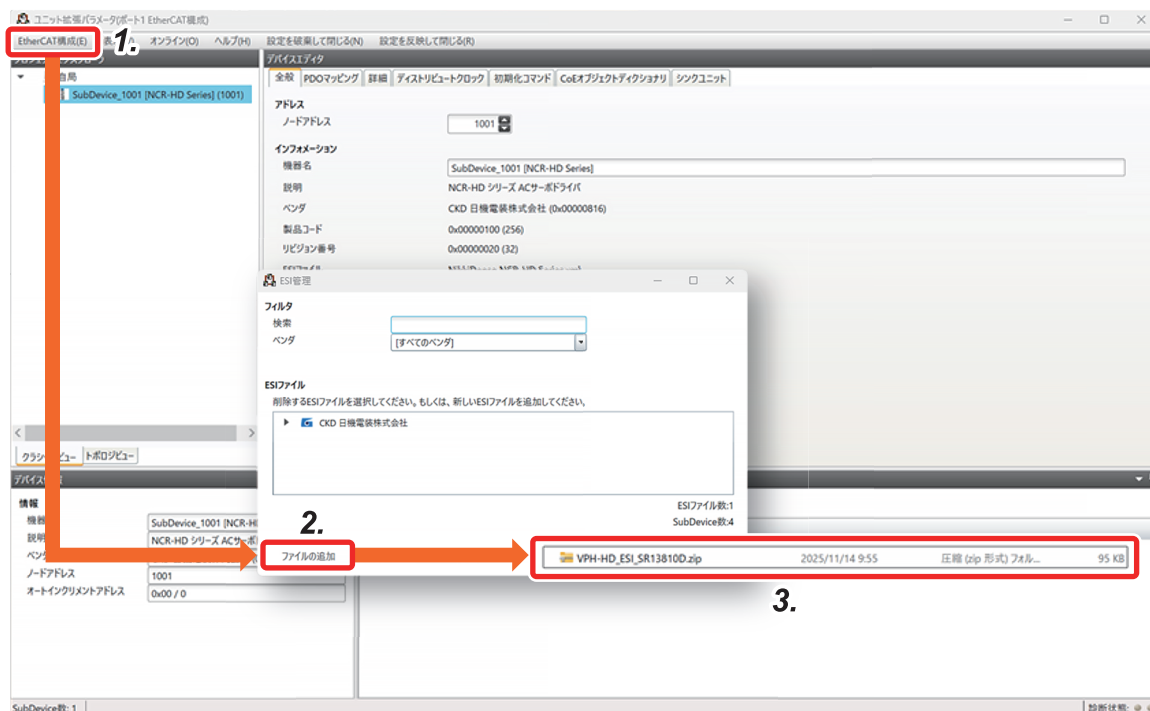 ユニット拡張パラメータ(ポート1 EtherCAT構成)
EtherCAT構成(E) オンライン(O) ヘルプ(H) 設定を破棄して閉じる(N) 設定を反映して閉じる(R)
1.
デバイスエディタ
自局
SubDevice_1001 [NCR-HD Series] (1001)
全般 PDOマッピング 詳細 ディストリビュートクロック 初期化コマンド CoEオブジェクトディクショナリ シンクユニット
アドレス
ノードアドレス 1001
インフォメーション
機器名 SubDevice_1001 [NCR-HD Series]
説明 NCR-HD シリーズ ACサーボドライバ
ベンダ CKD 日機電装株式会社 (0x00000816)
製品コード 0x00000100 (256)
リビジョン番号 0x00000020 (32)
ESI管理
フィルタ
検索
ベンダ [すべてのベンダ]
ESIファイル
削除するESIファイルを選択してください。もしくは、新しいESIファイルを追加してください。
CKD 日機電装株式会社
ESIファイル数:1
SubDevice数:4
2.
ファイルの追加
VPH-HD_ESI_SR13810D.zip 2025/11/14 9:55 圧縮 (zip 形式) フォル... 95 KB
3.
トポロジビュー
情報
SubDevice_1001 [NCR-H
NCR-HD シリーズ ACサーボ
ノードアドレス 1001
オートインクリメントアドレス 0x00 / 0
SubDevice数: 1
診断状態: